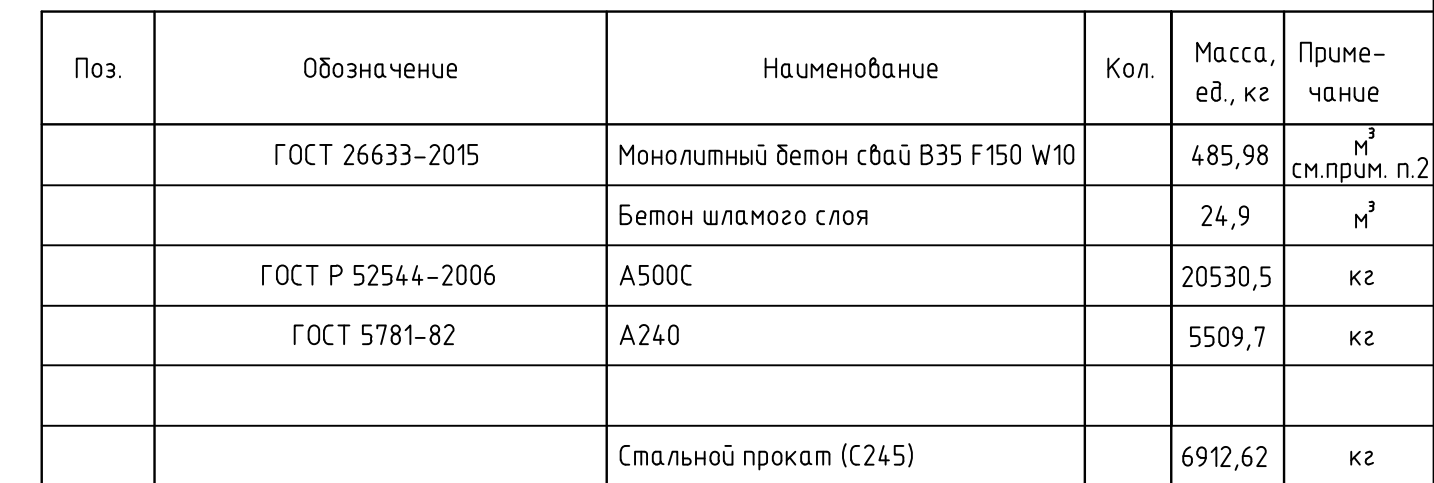 Поз. Обозначение Наименование Кол. Масса, ед., кг Приме-чание
ГОСТ 26633-2015 Монолитный бетон свай В35 F150 W10 485,98 м³ см.прим. п.2
Бетон шламого слоя 24,9 м³
ГОСТ Р 52544-2006 А500С 20530,5 кг
ГОСТ 5781-82 А240 5509,7 кг
Стальной прокат (С245) 6912,62 кг